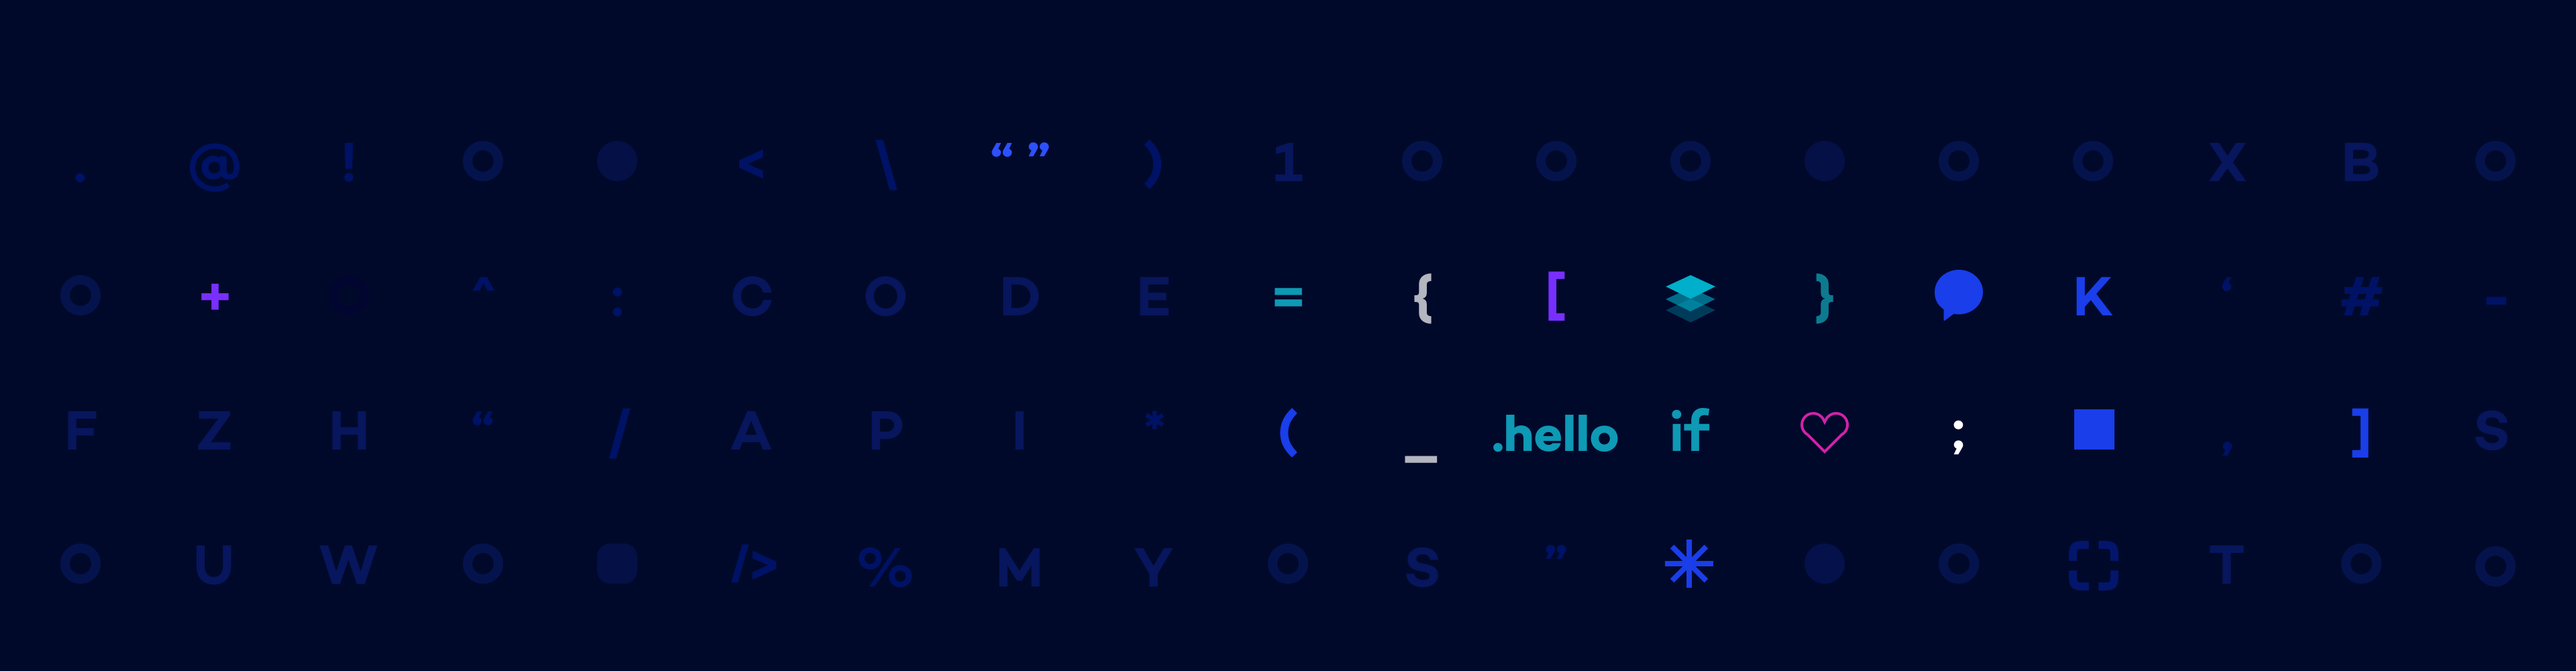 . @ ! < \ “ ” ) 1 X B
+ ^ : C O D E = { [ } K ‘ # -
F Z H “ / A P I * ( _ .hello if ; , ] S
U W /> % M Y S ” * T